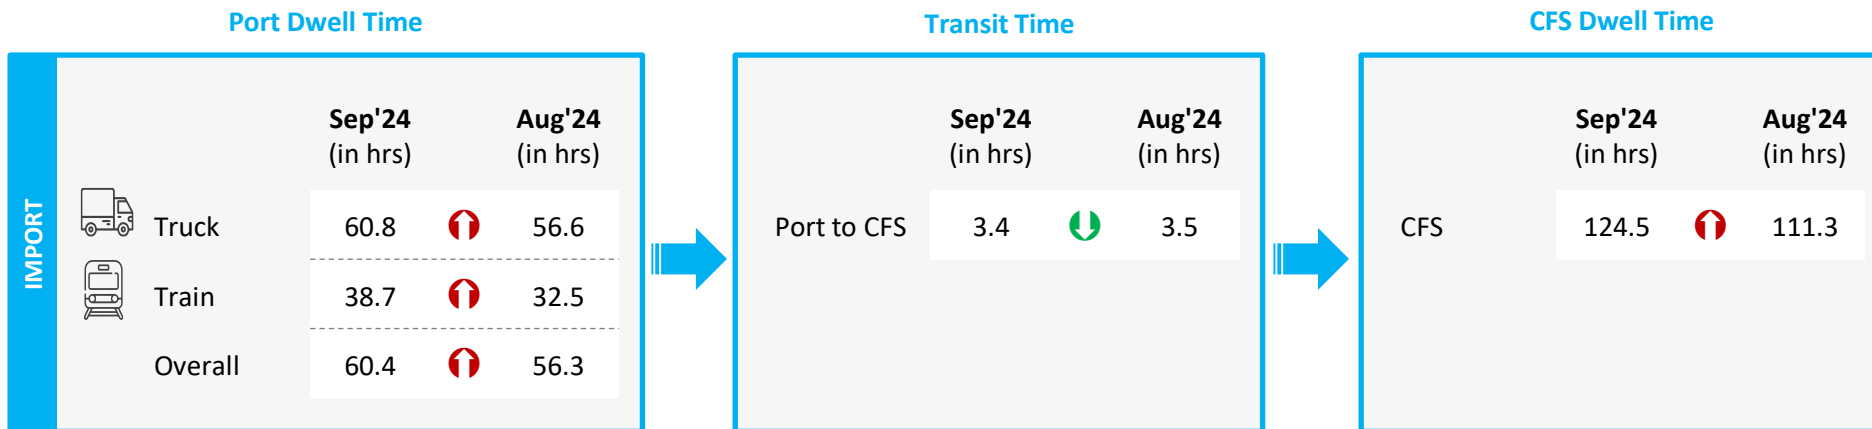 Port Dwell Time
Transit Time
CFS Dwell Time
IMPORT
Sep'24 Aug'24
(in hrs) (in hrs)
Truck 60.8 56.6
Train 38.7 32.5
Overall 60.4 56.3
Sep'24 Aug'24
(in hrs) (in hrs)
Port to CFS 3.4 3.5
Sep'24 Aug'24
(in hrs) (in hrs)
CFS 124.5 111.3